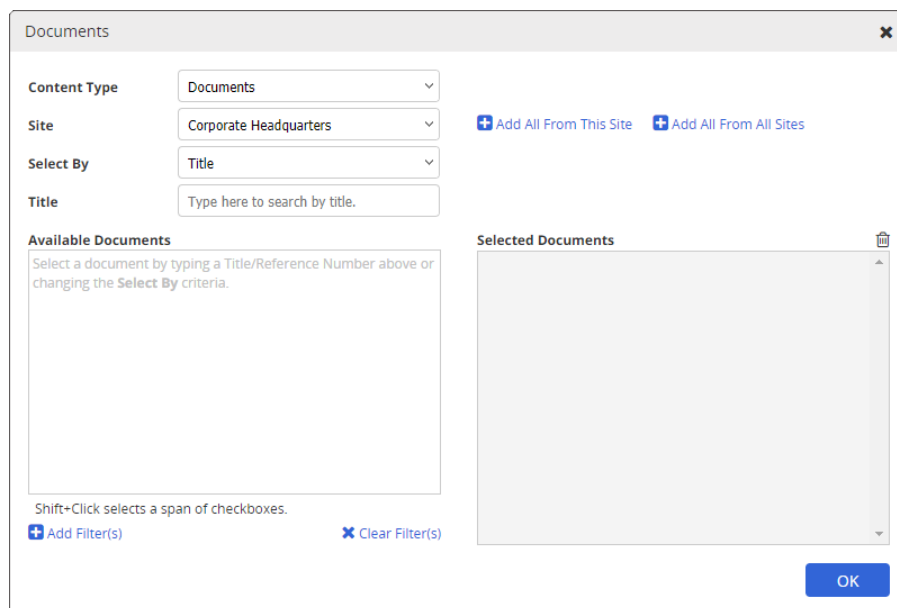 Documents
Content Type
Documents
Site
Corporate Headquarters
Add All From This Site
Add All From All Sites
Select By
Title
Title
Type here to search by title.
Available Documents
Selected Documents
Select a document by typing a Title/Reference Number above or
changing the Select By criteria.
Shift+Click selects a span of checkboxes.
Add Filter(s)
Clear Filter(s)
OK